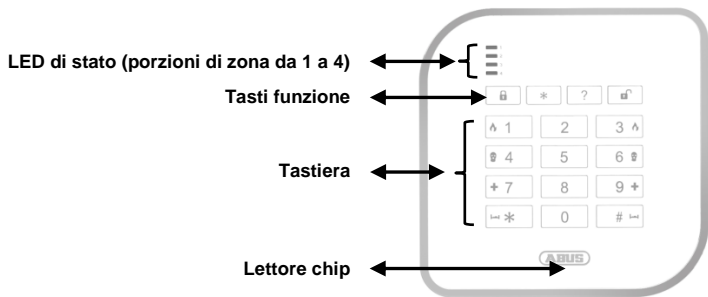 LED di stato (porzioni di zona da 1 a 4)
Tasti funzione
* ?
1 2 3
4 5 6
Tastiera
7 8 9
* 0 #
Lettore chip
ABUS